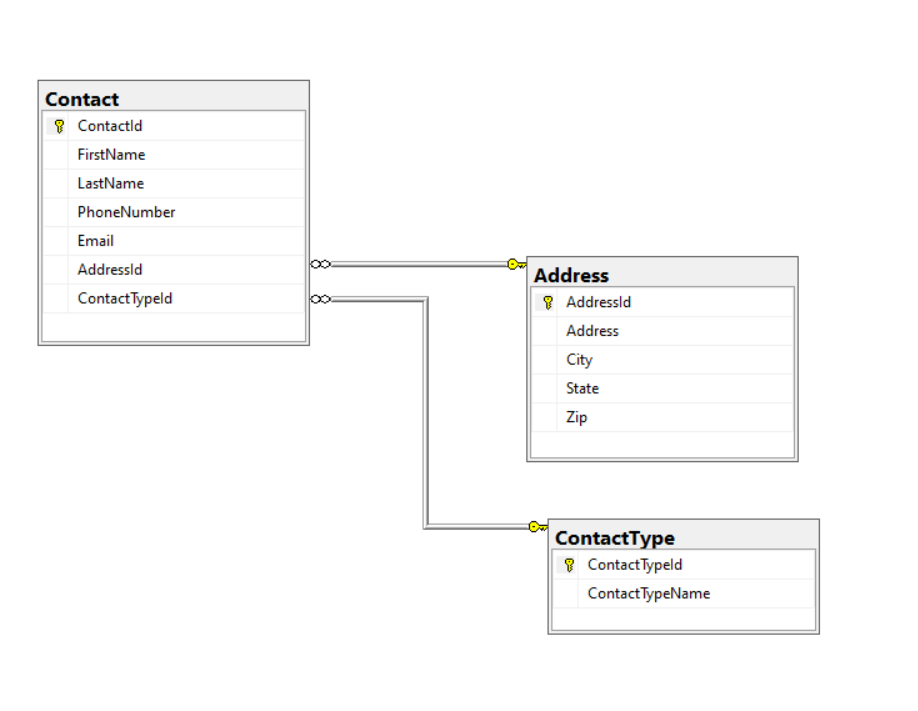 Contact
ContactId
FirstName
LastName
PhoneNumber
Email
AddressId
ContactTypeId
Address
AddressId
Address
City
State
Zip
ContactType
ContactTypeId
ContactTypeName